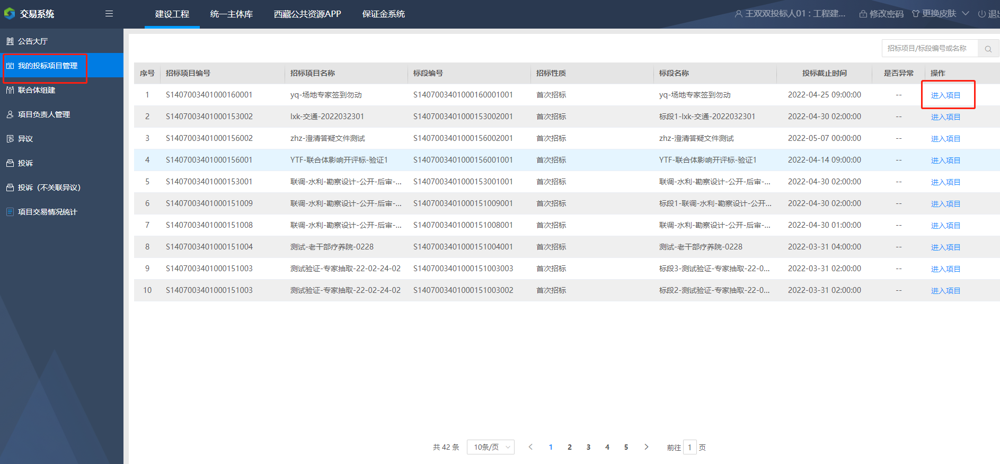 交易系统
建设工程 统一主体库 西藏公共资源APP 保证金系统
王双双投标人01 : 工程建... 修改密码 更换皮肤 退出
公告大厅
我的投标项目管理
联合体组建
项目负责人管理
异议
投诉
投诉（不关联异议）
项目交易情况统计
招标项目/标段编号或名称
序号 招标项目编号 招标项目名称 标段编号 招标性质 标段名称 投标截止时间 是否异常 操作
1 S1407003401000160001 yq-场地专家签到勿动 S1407003401000160001001 首次招标 yq-场地专家签到勿动 2022-04-25 09:00:00 -- 进入项目
2 S1407003401000153002 lxk-交通-2022032301 S1407003401000153002001 首次招标 标段1-lxk-交通-2022032301 2022-04-30 02:00:00 -- 进入项目
3 S1407003401000156002 zhz-澄清答疑文件测试 S1407003401000156002001 首次招标 zhz-澄清答疑文件测试 2022-05-07 00:00:00 -- 进入项目
4 S1407003401000156001 YTF-联合体影响开评标-验证1 S1407003401000156001001 首次招标 YTF-联合体影响开评标-验证1 2022-04-14 09:00:00 -- 进入项目
5 S1407003401000153001 联调-水利-勘察设计-公开-后审-... S1407003401000153001001 首次招标 联调-水利-勘察设计-公开-后审-... 2022-04-30 02:00:00 -- 进入项目
6 S1407003401000151009 联调-水利-勘察设计-公开-后审-... S1407003401000151009001 首次招标 标段1-联调-水利-勘察设计-公开... 2022-04-30 02:00:00 -- 进入项目
7 S1407003401000151008 联调-水利-勘察设计-公开-后审-... S1407003401000151008001 首次招标 联调-水利-勘察设计-公开-后审-... 2022-04-30 01:00:00 -- 进入项目
8 S1407003401000151004 测试-老干部疗养院-0228 S1407003401000151004001 首次招标 测试-老干部疗养院-0228 2022-03-31 04:00:00 -- 进入项目
9 S1407003401000151003 测试验证-专家抽取-22-02-24-02 S1407003401000151003003 首次招标 标段3-测试验证-专家抽取-22-0... 2022-03-31 02:00:00 -- 进入项目
10 S1407003401000151003 测试验证-专家抽取-22-02-24-02 S1407003401000151003002 首次招标 标段2-测试验证-专家抽取-22-0... 2022-03-31 02:00:00 -- 进入项目
共 42 条 10条/页 1 2 3 4 5 前往 1 页